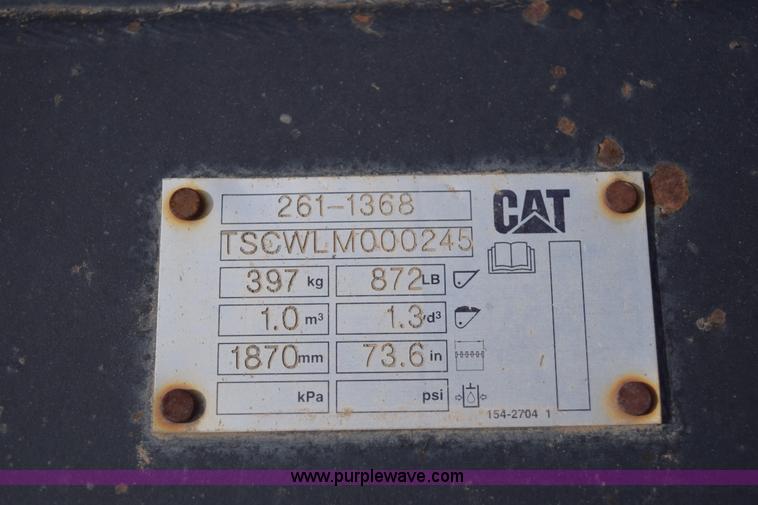 261-1368
CAT
TSCWLM000245
397 kg 872 LB
1.0 m³ 1.3 yd³
1870 mm 73.6 in
kPa psi
154-2704 1
www.purplewave.com